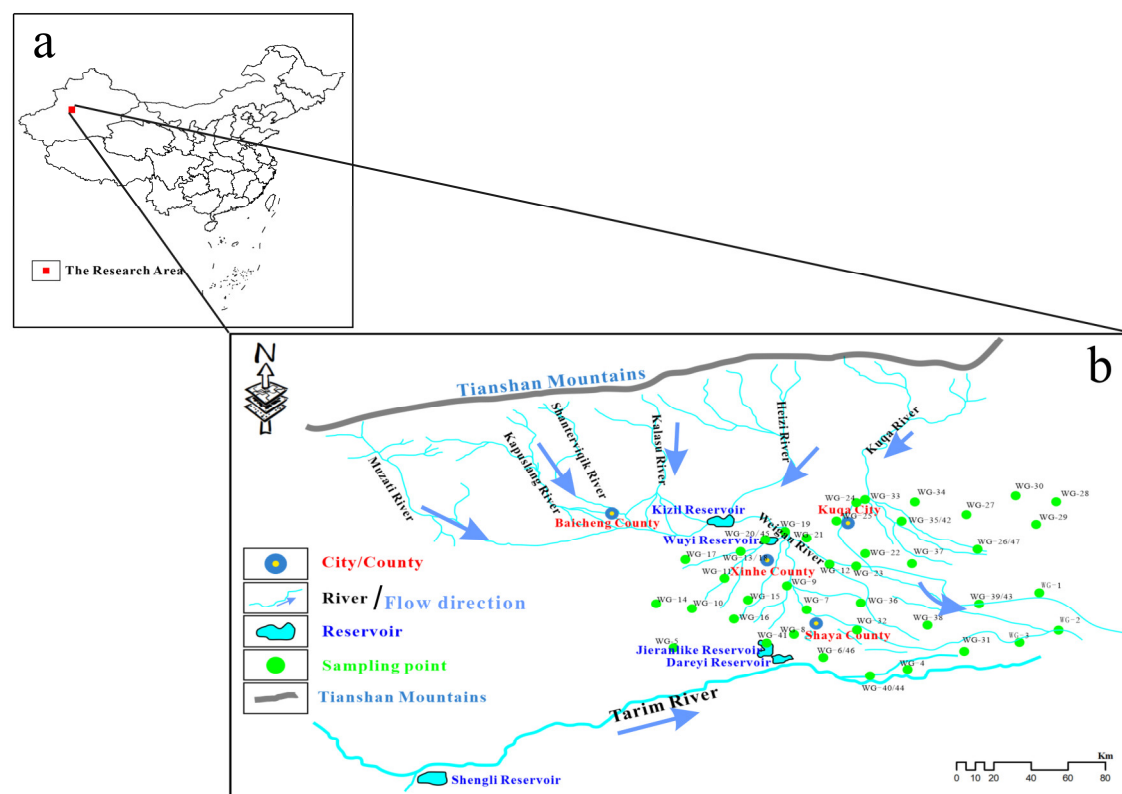 a
The Research Area
b
N
Tianshan Mountains
Muzati River
Kapuslang River
Shanterviqik River
Kalasu River
Heizi River
Kuqa River
Baicheng County
Kizil Reservoir
Wuyi Reservoir
Weigan River
Kuqa City
Xinhe County
Shaya County
Jieranlike Reservoir
Dareyi Reservoir
Tarim River
Shengli Reservoir
WG-30
WG-28
WG-24
WG-33
WG-34
WG-27
WG-29
WG-25
WG-35/42
WG-19
WG-20/45
WG-21
WG-26/47
WG-17
WG-22
WG-37
WG-12
WG-23
WG-11
WG-9
WG-1
WG-14
WG-10
WG-15
WG-7
WG-36
WG-39/43
WG-16
WG-32
WG-38
WG-2
WG-5
WG-41
WG-8
WG-6/46
WG-31
WG-3
WG-4
WG-40/44
City/County
River / Flow direction
Reservoir
Sampling point
Tianshan Mountains
Km
0 10 20 40 60 80